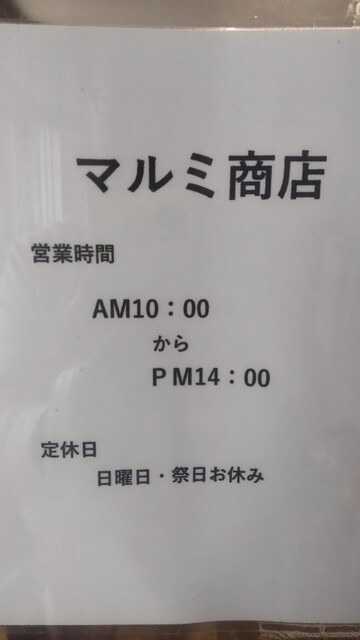 マルミ商店
営業時間
AM10：00
から
ＰM14：00
定休日
日曜日・祭日お休み